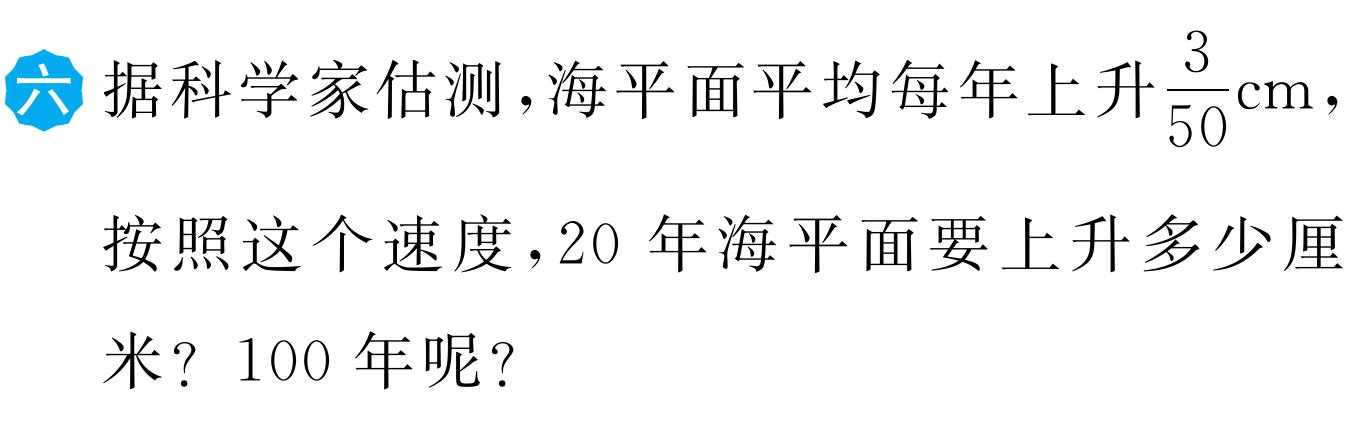 六 据科学家估测,海平面平均每年上升3/50cm,
按照这个速度,20 年海平面要上升多少厘
米? 100 年呢?